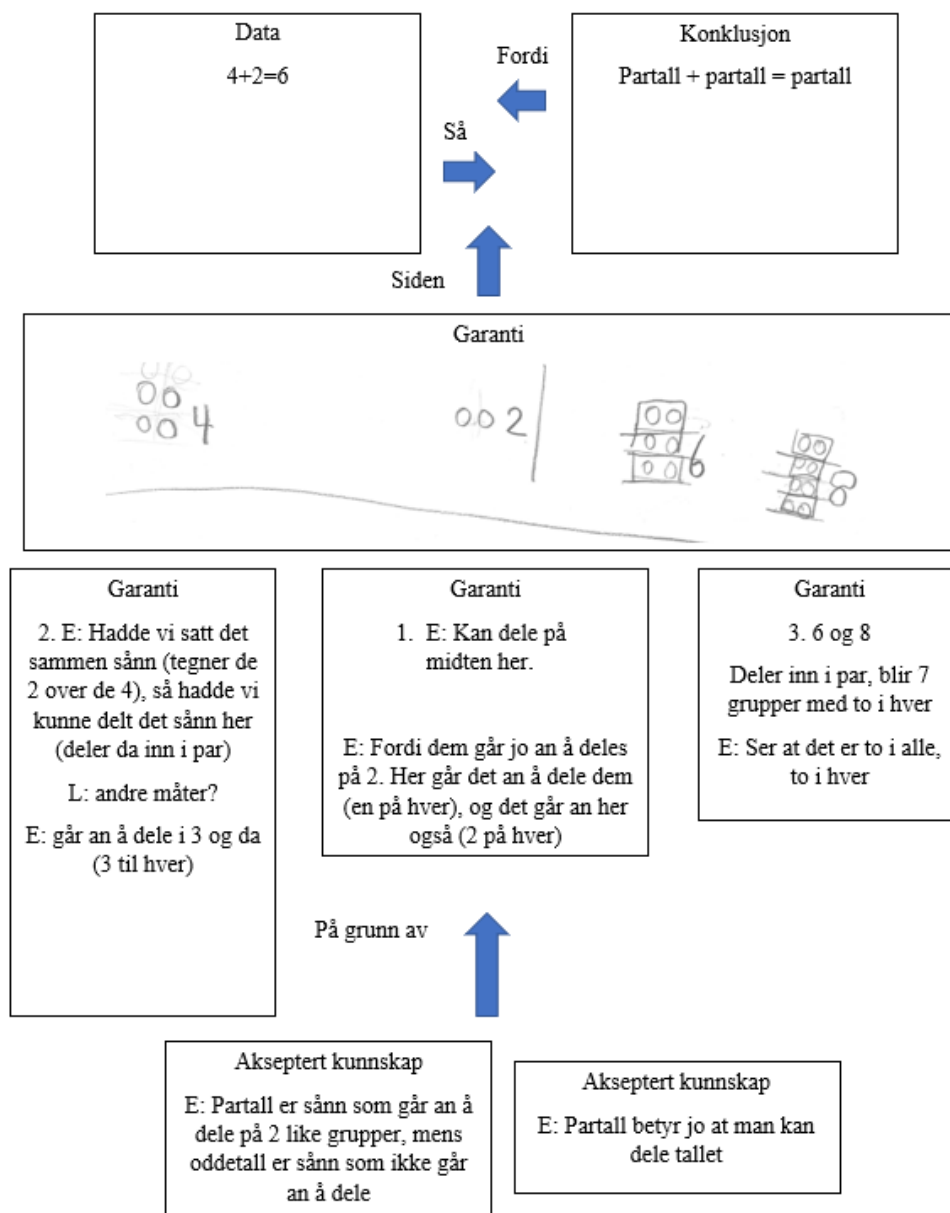 Data
4+2=6
Fordi
Konklusjon
Partall + partall = partall
Så
Siden
Garanti
4
2
6
8
Garanti
2. E: Hadde vi satt det
sammen sånn (tegner de
2 over de 4), så hadde vi
kunne delt det sånn her
(deler da inn i par)
L: andre måter?
E: går an å dele i 3 og da
(3 til hver)
Garanti
1. E: Kan dele på
midten her.
E: Fordi dem går jo an å deles
på 2. Her går det an å dele dem
(en på hver), og det går an her
også (2 på hver)
Garanti
3. 6 og 8
Deler inn i par, blir 7
grupper med to i hver
E: Ser at det er to i alle,
to i hver
På grunn av
Akseptert kunnskap
E: Partall er sånn som går an å
dele på 2 like grupper, mens
oddetall er sånn som ikke går
an å dele
Akseptert kunnskap
E: Partall betyr jo at man kan
dele tallet